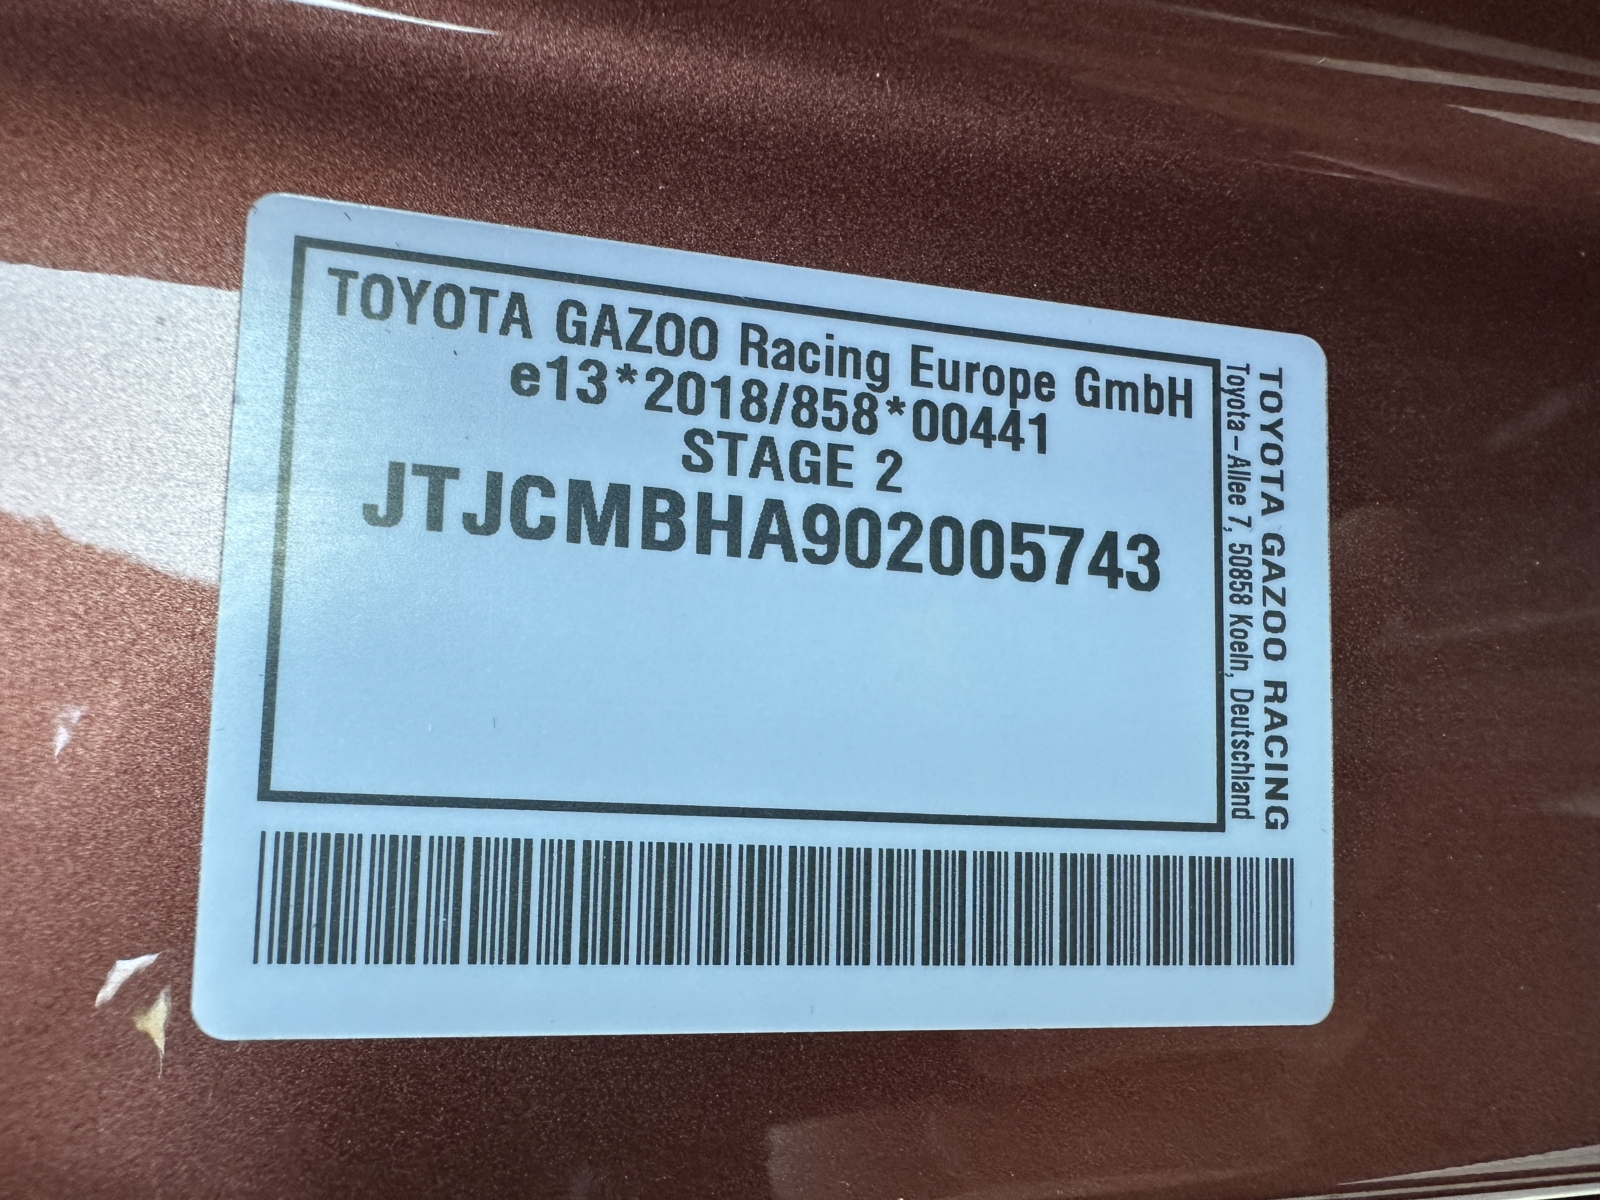 TOYOTA GAZOO Racing Europe GmbH
e13*2018/858*00441
STAGE 2
JTJCMBHA902005743
TOYOTA GAZOO RACING
Toyota-Allee 7, 50858 Koeln, Deutschland